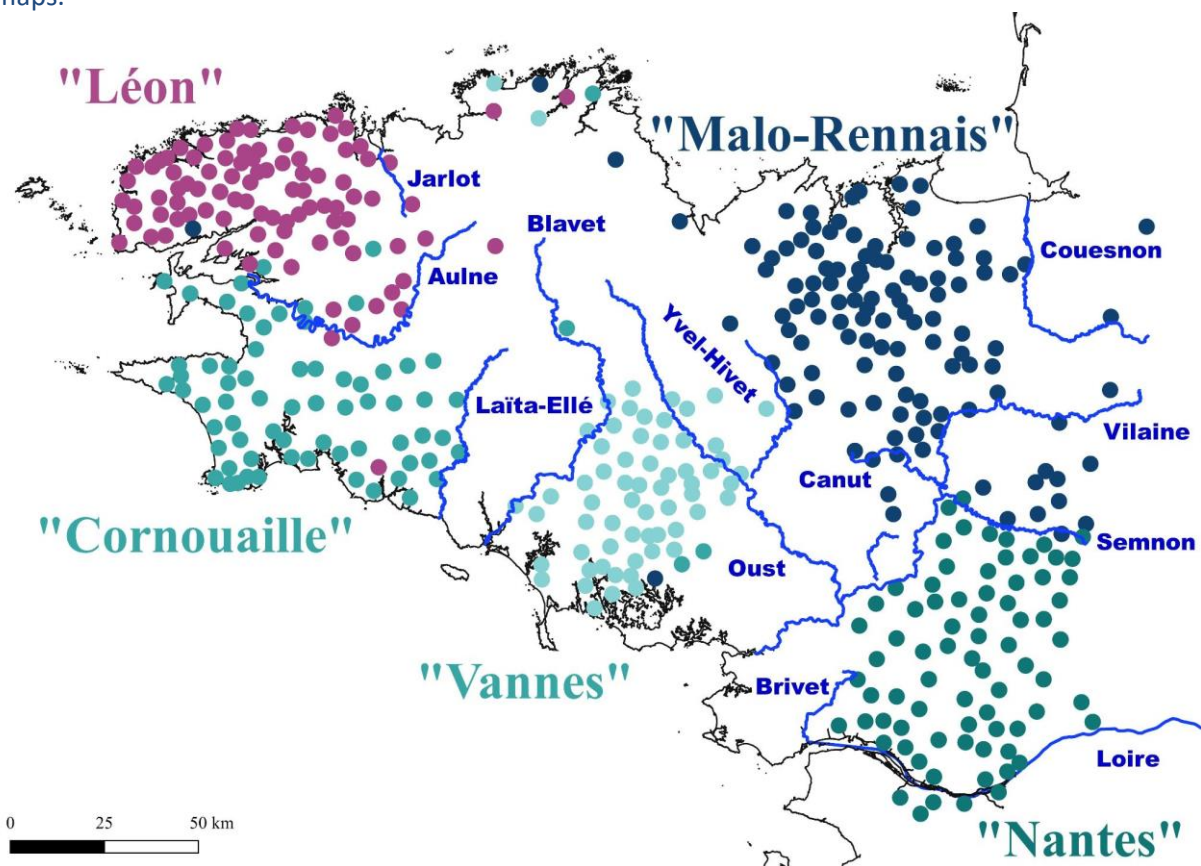 naps.
"Léon"
"Malo-Rennais"
Jarlot
Blavet
Couesnon
Aulne
Yvel-Hivet
Laïta-Ellé
Vilaine
Canut
"Cornouaille"
Semnon
Oust
"Vannes"
Brivet
Loire
0 25 50 km
"Nantes"